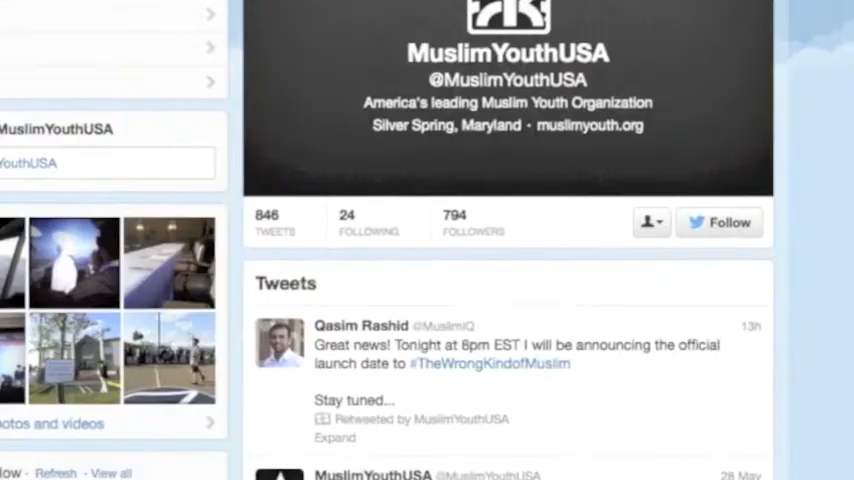 MuslimYouthUSA
@MuslimYouthUSA
America's leading Muslim Youth Organization
Silver Spring, Maryland · muslimyouth.org
MuslimYouthUSA
YouthUSA
846
TWEETS
24
FOLLOWING
794
FOLLOWERS
Follow
Tweets
Qasim Rashid @MuslimIQ 13h
Great news! Tonight at 8pm EST I will be announcing the official
launch date to #TheWrongKindofMuslim
Stay tuned...
Retweeted by MuslimYouthUSA
Expand
otos and videos
low · Refresh · View all
MuslimYouthUSA @MuslimYouthUSA 28 May